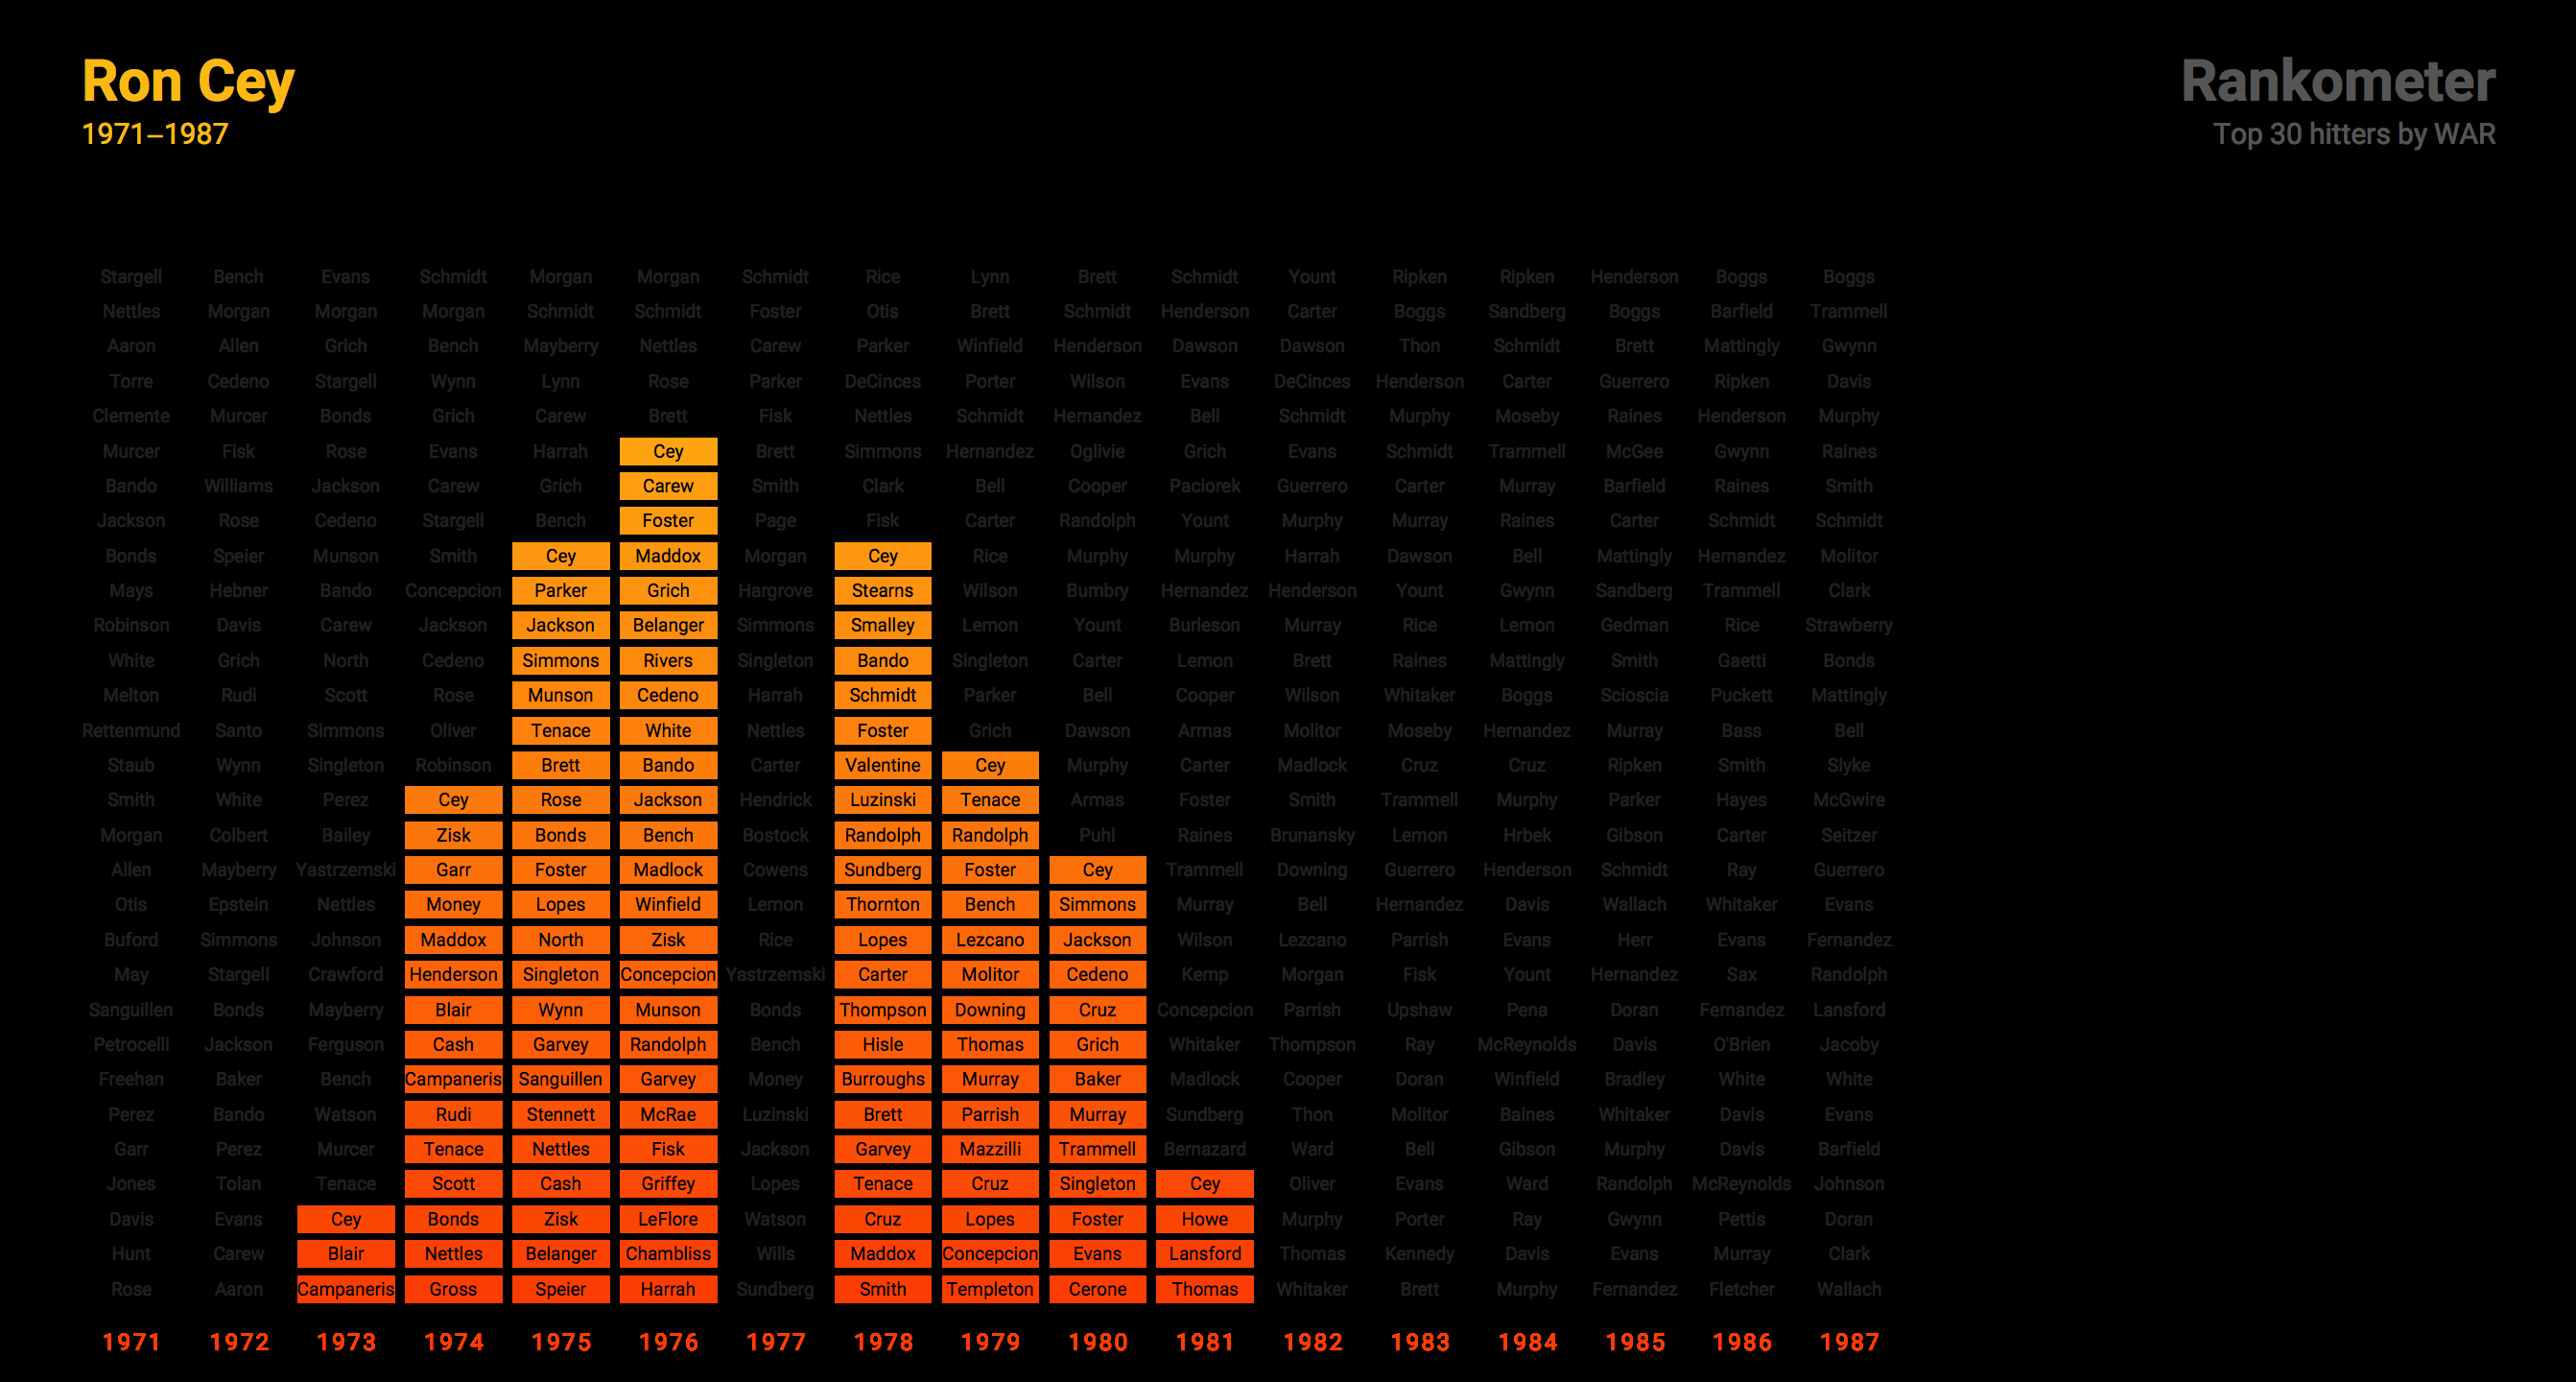 Ron Cey
1971–1987
Rankometer
Top 30 hitters by WAR
Stargell Bench Evans Schmidt Morgan Morgan Schmidt Rice Lynn Brett Schmidt Yount Ripken Ripken Henderson Boggs Boggs
Nettles Morgan Morgan Morgan Schmidt Schmidt Foster Otis Brett Schmidt Henderson Carter Boggs Sandberg Boggs Barfield Trammell
Aaron Allen Grich Bench Mayberry Nettles Carew Parker Winfield Henderson Dawson Dawson Thon Schmidt Brett Mattingly Gwynn
Torre Cedeno Stargell Wynn Lynn Rose Parker DeCinces Porter Wilson Evans DeCinces Henderson Carter Guerrero Ripken Davis
Clemente Murcer Bonds Grich Carew Brett Fisk Nettles Schmidt Hernandez Bell Schmidt Murphy Moseby Raines Henderson Murphy
Murcer Fisk Rose Evans Harrah Cey Brett Simmons Hernandez Oglivie Grich Evans Schmidt Trammell McGee Gwynn Raines
Bando Williams Jackson Carew Grich Carew Smith Clark Bell Cooper Paciorek Guerrero Carter Murray Barfield Raines Smith
Jackson Rose Cedeno Stargell Bench Foster Page Fisk Carter Randolph Yount Murphy Murray Raines Carter Schmidt Schmidt
Bonds Speier Munson Smith Cey Maddox Morgan Cey Rice Murphy Murphy Harrah Dawson Bell Mattingly Hernandez Molitor
Mays Hebner Bando Concepcion Parker Grich Hargrove Stearns Wilson Bumbry Hernandez Henderson Yount Gwynn Sandberg Trammell Clark
Robinson Davis Carew Jackson Jackson Belanger Simmons Smalley Lemon Yount Burleson Murray Rice Lemon Gedman Rice Strawberry
White Grich North Cedeno Simmons Rivers Singleton Bando Singleton Carter Lemon Brett Raines Mattingly Smith Gaetti Bonds
Melton Rudi Scott Rose Munson Cedeno Harrah Schmidt Parker Bell Cooper Wilson Whitaker Boggs Scioscia Puckett Mattingly
Rettenmund Santo Simmons Oliver Tenace White Nettles Foster Grich Dawson Armas Molitor Moseby Hernandez Murray Bass Bell
Staub Wynn Singleton Robinson Brett Bando Carter Valentine Cey Murphy Carter Madlock Cruz Cruz Ripken Smith Slyke
Smith White Perez Cey Rose Jackson Hendrick Luzinski Tenace Armas Foster Smith Trammell Murphy Parker Hayes McGwire
Morgan Colbert Bailey Zisk Bonds Bench Bostock Randolph Randolph Puhl Raines Brunansky Lemon Hrbek Gibson Carter Seitzer
Allen Mayberry Yastrzemski Garr Foster Madlock Cowens Sundberg Foster Cey Trammell Downing Guerrero Henderson Schmidt Ray Guerrero
Otis Epstein Nettles Money Lopes Winfield Lemon Thornton Bench Simmons Murray Bell Hernandez Davis Wallach Whitaker Evans
Buford Simmons Johnson Maddox North Zisk Rice Lopes Lezcano Jackson Wilson Lezcano Parrish Evans Herr Evans Fernandez
May Stargell Crawford Henderson Singleton Concepcion Yastrzemski Carter Molitor Cedeno Kemp Morgan Fisk Yount Hernandez Sax Randolph
Sanguillen Bonds Mayberry Blair Wynn Munson Bonds Thompson Downing Cruz Concepcion Parrish Upshaw Pena Doran Fernandez Lansford
Petrocelli Jackson Ferguson Cash Garvey Randolph Bench Hisle Thomas Grich Whitaker Thompson Ray McReynolds Davis O'Brien Jacoby
Freehan Baker Bench Campaneris Sanguillen Garvey Money Burroughs Murray Baker Madlock Cooper Doran Winfield Bradley White White
Perez Bando Watson Rudi Stennett McRae Luzinski Brett Parrish Murray Sundberg Thon Molitor Baines Whitaker Davis Evans
Garr Perez Murcer Tenace Nettles Fisk Jackson Garvey Mazzilli Trammell Bernazard Ward Bell Gibson Murphy Davis Barfield
Jones Tolan Tenace Scott Cash Griffey Lopes Tenace Cruz Singleton Cey Oliver Evans Ward Randolph McReynolds Johnson
Davis Evans Cey Bonds Zisk LeFlore Watson Cruz Lopes Foster Howe Murphy Porter Ray Gwynn Pettis Doran
Hunt Carew Blair Nettles Belanger Chambliss Wills Maddox Concepcion Evans Lansford Thomas Kennedy Davis Evans Murray Clark
Rose Aaron Campaneris Gross Speier Harrah Sundberg Smith Templeton Cerone Thomas Whitaker Brett Murphy Fernandez Fletcher Wallach
1971 1972 1973 1974 1975 1976 1977 1978 1979 1980 1981 1982 1983 1984 1985 1986 1987